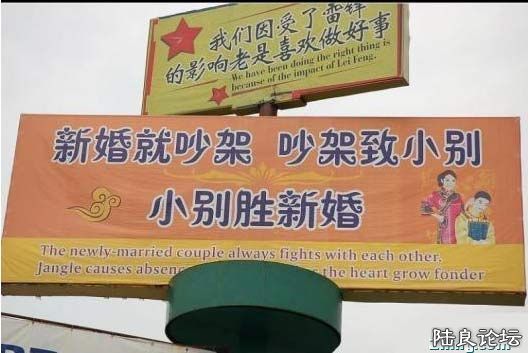 我们因受了雷锋
的影响老是喜欢做好事
We have been doing the right thing is
because of the impact of Lei Feng.
新婚就吵架 吵架致小别
小别胜新婚
The newly-married couple always fights with each other.
Jangle causes the heart grow fonder
陆良论坛